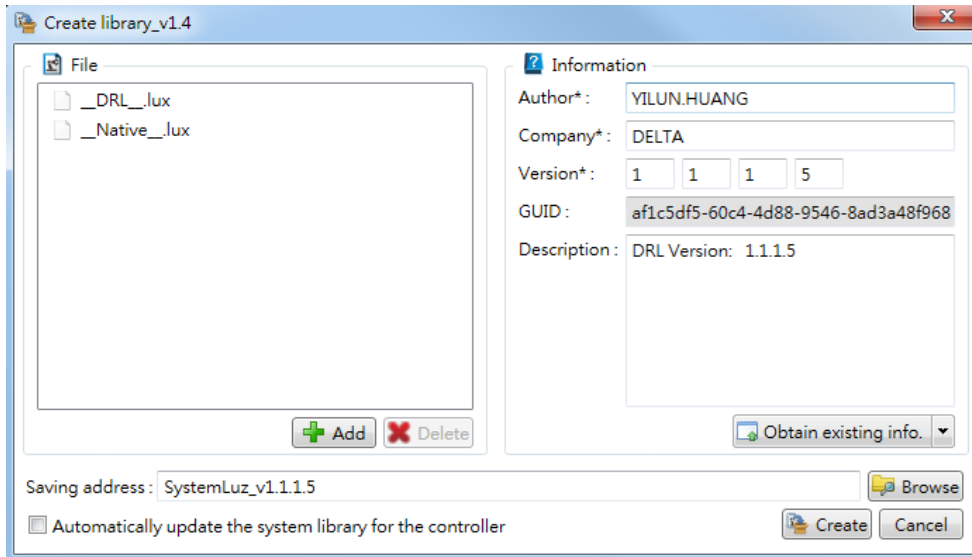 Create library_v1.4
File
__DRL__.lux
__Native__.lux
Add
Delete
Information
Author* :
YILUN.HUANG
Company* :
DELTA
Version* :
1 1 1 5
GUID :
af1c5df5-60c4-4d88-9546-8ad3a48f968
Description :
DRL Version: 1.1.1.5
Obtain existing info.
Saving address :
SystemLuz_v1.1.1.5
Browse
Automatically update the system library for the controller
Create
Cancel